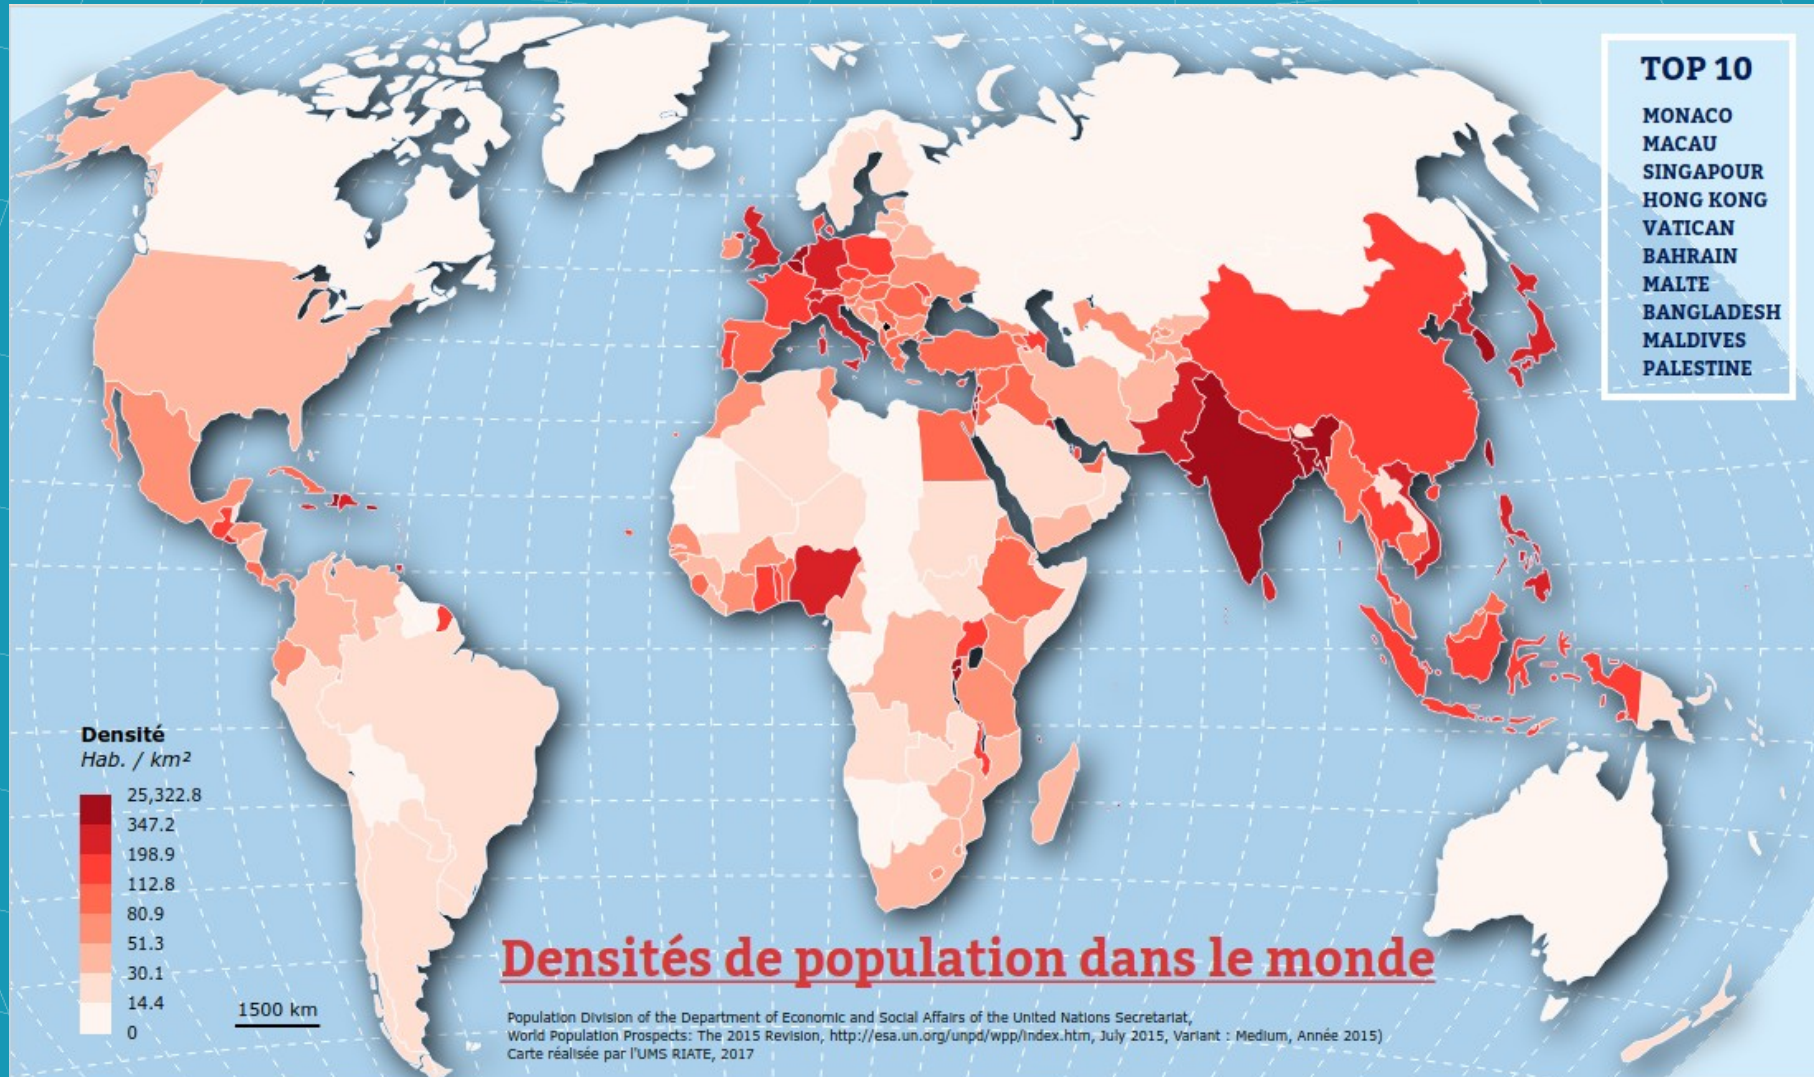 TOP 10
MONACO
MACAU
SINGAPOUR
HONG KONG
VATICAN
BAHRAIN
MALTE
BANGLADESH
MALDIVES
PALESTINE
Densité
Hab. / km²
25,322.8
347.2
198.9
112.8
80.9
51.3
30.1
14.4
0
1500 km
Densités de population dans le monde
Population Division of the Department of Economic and Social Affairs of the United Nations Secretariat,
World Population Prospects: The 2015 Revision, http://esa.un.org/unpd/wpp/index.htm, July 2015, Variant : Medium, Année 2015)
Carte réalisée par l'UMS RIATE, 2017